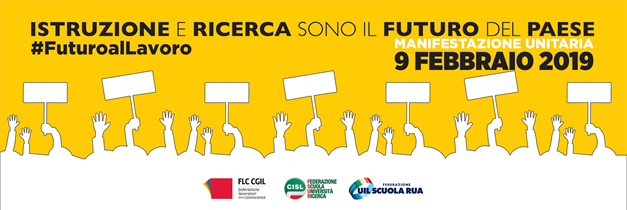 ISTRUZIONE E RICERCA SONO IL FUTURO DEL PAESE
#FuturoalLavoro
MANIFESTAZIONE UNITARIA
9 FEBBRAIO 2019
FLC CGIL
federazione
lavoratori
della conoscenza
CISL
FEDERAZIONE
SCUOLA
UNIVERSITÀ
RICERCA
FEDERAZIONE
UIL SCUOLA RUA